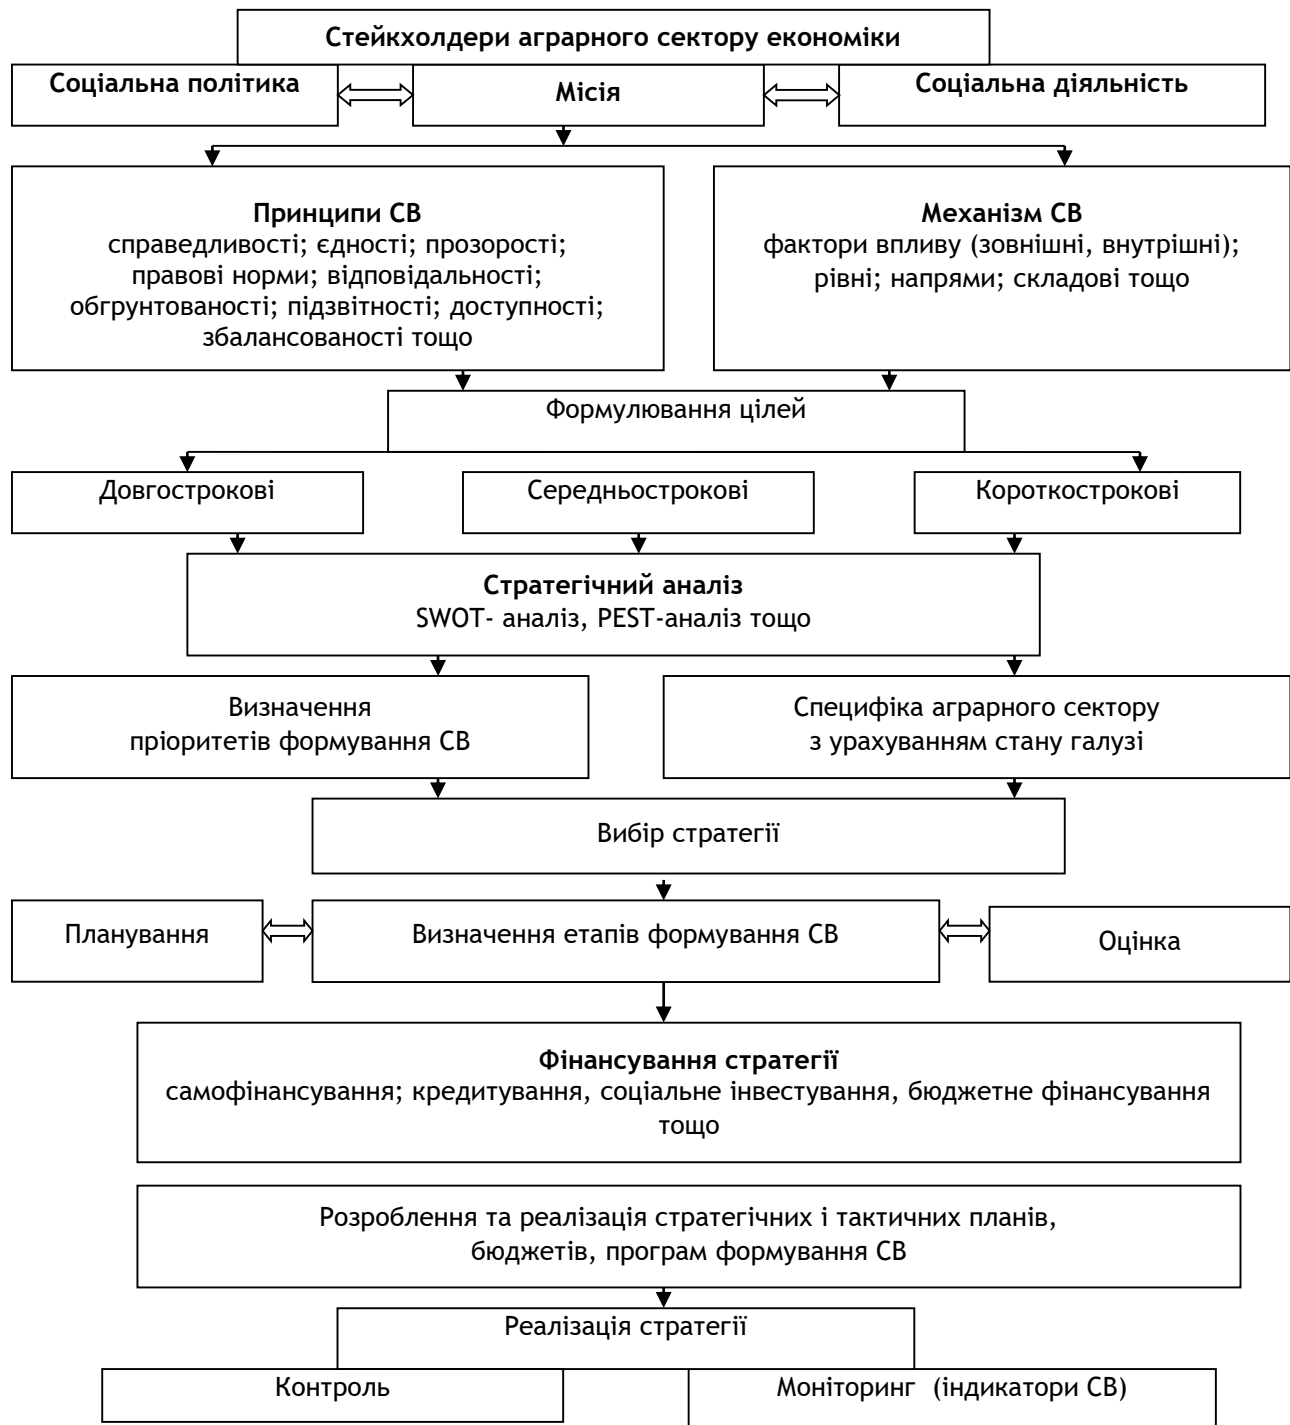 Стейкхолдери аграрного сектору економіки
Соціальна політика
Місія
Соціальна діяльність
Принципи СВ
справедливості; єдності; прозорості;
правові норми; відповідальності;
обгрунтованості; підзвітності; доступності;
збалансованості тощо
Механізм СВ
фактори впливу (зовнішні, внутрішні);
рівні; напрями; складові тощо
Формулювання цілей
Довгострокові
Середньострокові
Короткострокові
Стратегічний аналіз
SWOT- аналіз, PEST-аналіз тощо
Визначення
пріоритетів формування СВ
Специфіка аграрного сектору
з урахуванням стану галузі
Вибір стратегії
Планування
Визначення етапів формування СВ
Оцінка
Фінансування стратегії
самофінансування; кредитування, соціальне інвестування, бюджетне фінансування
тощо
Розроблення та реалізація стратегічних і тактичних планів,
бюджетів, програм формування СВ
Реалізація стратегії
Контроль
Моніторинг (індикатори СВ)